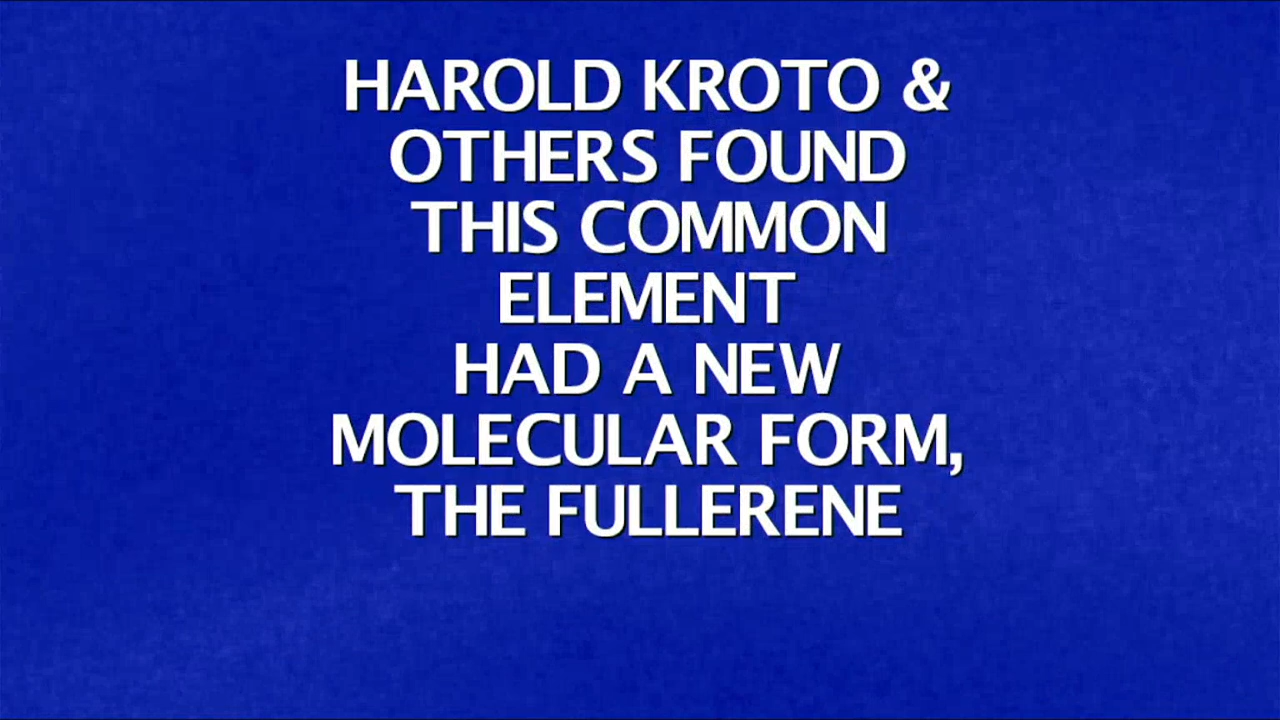 HAROLD KROTO &
OTHERS FOUND
THIS COMMON
ELEMENT
HAD A NEW
MOLECULAR FORM,
THE FULLERENE